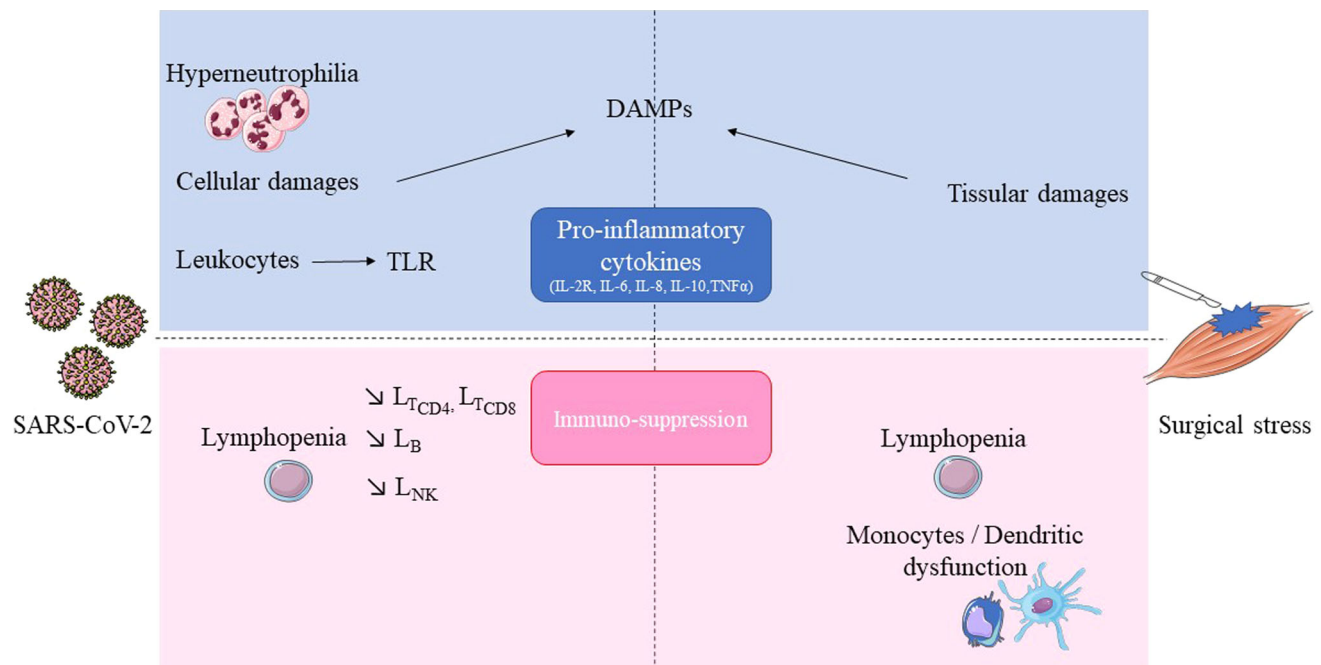 Hyperneutrophilia
DAMPs
Cellular damages
Tissular damages
Pro-inflammatory
cytokines
(IL-2R, IL-6, IL-8, IL-10,TNFα)
Leukocytes
TLR
SARS-CoV-2
Surgical stress
↘ LTCD4, LTCD8
Immuno-suppression
Lymphopenia
↘ LB
↘ LNK
Lymphopenia
Monocytes / Dendritic
dysfunction